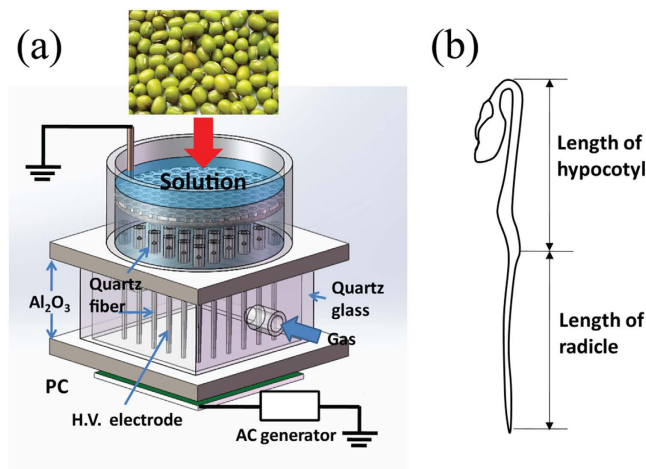 (a)
(b)
Solution
Length of
hypocotyl
Quartz
fiber
Al₂O₃
Quartz
glass
Gas
Length of
radicle
PC
H.V. electrode
AC generator